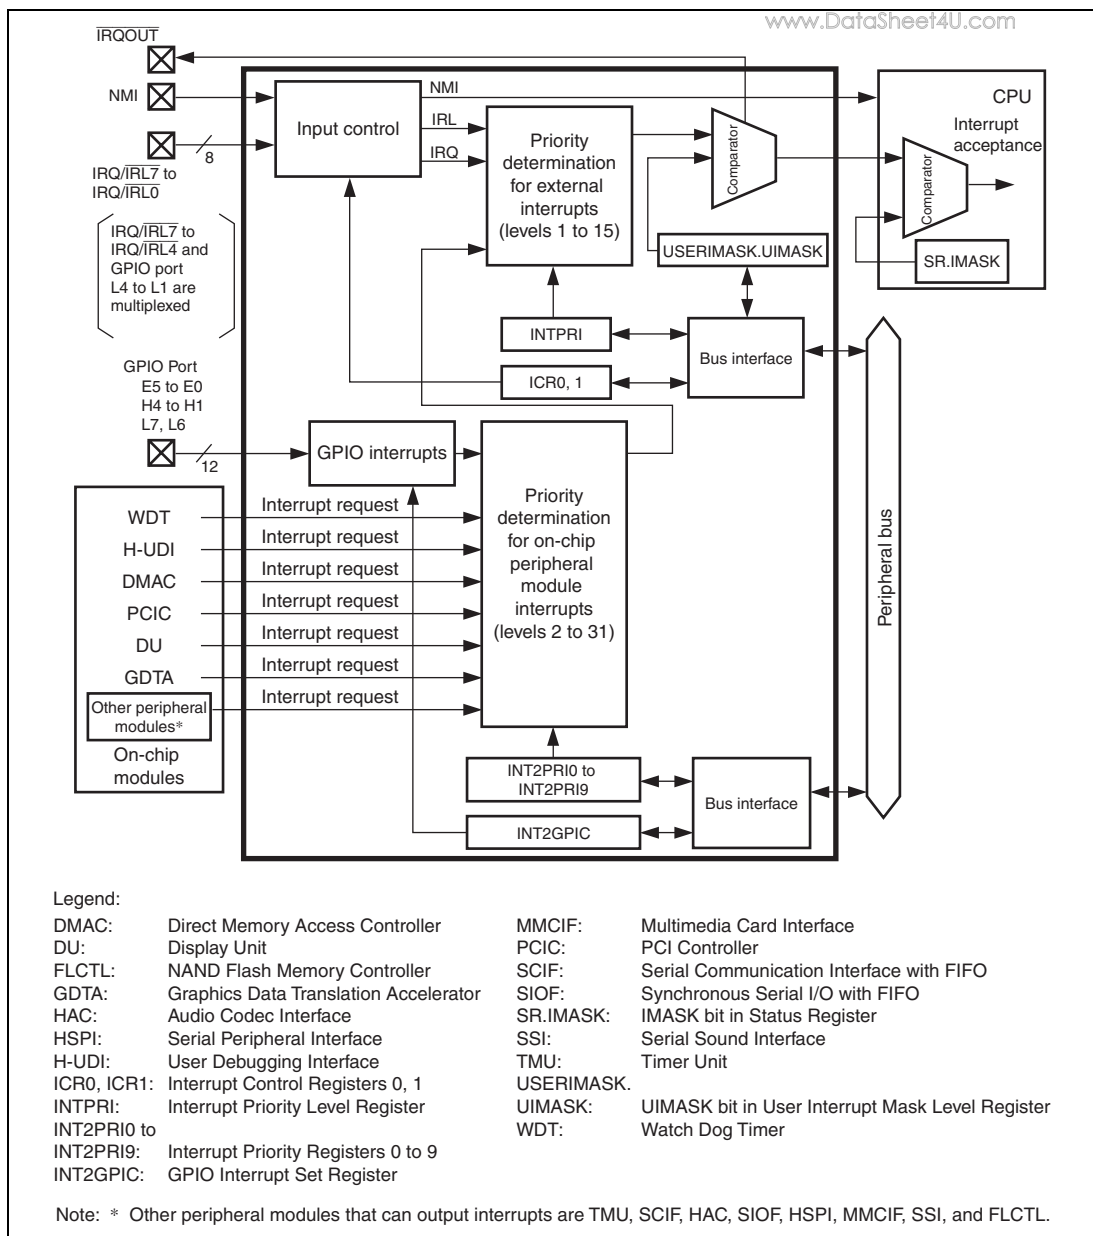 www.DataSheet4U.com
IRQOUT
NMI
8
IRQ/IRL7 to
IRQ/IRL0
IRQ/IRL7 to
IRQ/IRL4 and
GPIO port
L4 to L1 are
multiplexed
GPIO Port
E5 to E0
H4 to H1
L7, L6
12
Input control
NMI
IRL
IRQ
Priority
determination
for external
interrupts
(levels 1 to 15)
Comparator
USERIMASK.UIMASK
CPU
Interrupt
acceptance
Comparator
SR.IMASK
INTPRI
ICR0, 1
Bus interface
Peripheral bus
GPIO interrupts
WDT
H-UDI
DMAC
PCIC
DU
GDTA
Other peripheral
modules*
On-chip
modules
Interrupt request
Interrupt request
Interrupt request
Interrupt request
Interrupt request
Interrupt request
Interrupt request
Priority
determination
for on-chip
peripheral
module
interrupts
(levels 2 to 31)
INT2PRI0 to
INT2PRI9
INT2GPIC
Bus interface
Legend:
DMAC: Direct Memory Access Controller
DU: Display Unit
FLCTL: NAND Flash Memory Controller
GDTA: Graphics Data Translation Accelerator
HAC: Audio Codec Interface
HSPI: Serial Peripheral Interface
H-UDI: User Debugging Interface
ICR0, ICR1: Interrupt Control Registers 0, 1
INTPRI: Interrupt Priority Level Register
INT2PRI0 to
INT2PRI9: Interrupt Priority Registers 0 to 9
INT2GPIC: GPIO Interrupt Set Register
MMCIF: Multimedia Card Interface
PCIC: PCI Controller
SCIF: Serial Communication Interface with FIFO
SIOF: Synchronous Serial I/O with FIFO
SR.IMASK: IMASK bit in Status Register
SSI: Serial Sound Interface
TMU: Timer Unit
USERIMASK.
UIMASK: UIMASK bit in User Interrupt Mask Level Register
WDT: Watch Dog Timer
Note: * Other peripheral modules that can output interrupts are TMU, SCIF, HAC, SIOF, HSPI, MMCIF, SSI, and FLCTL.